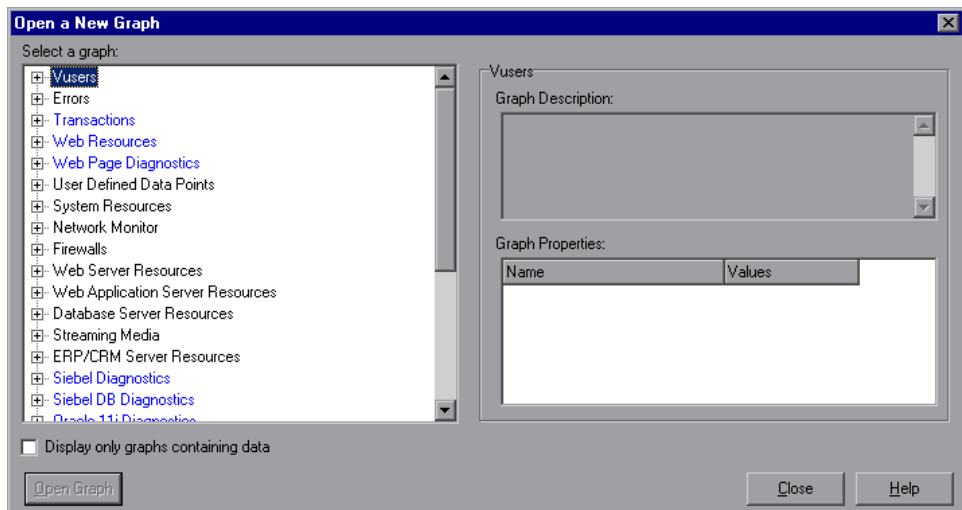 Open a New Graph
Select a graph:
Vusers
Errors
Transactions
Web Resources
Web Page Diagnostics
User Defined Data Points
System Resources
Network Monitor
Firewalls
Web Server Resources
Web Application Server Resources
Database Server Resources
Streaming Media
ERP/CRM Server Resources
Siebel Diagnostics
Siebel DB Diagnostics
Oracle 11i Diagnostics
Vusers
Graph Description:
Graph Properties:
Name Values
Display only graphs containing data
Open Graph
Close Help